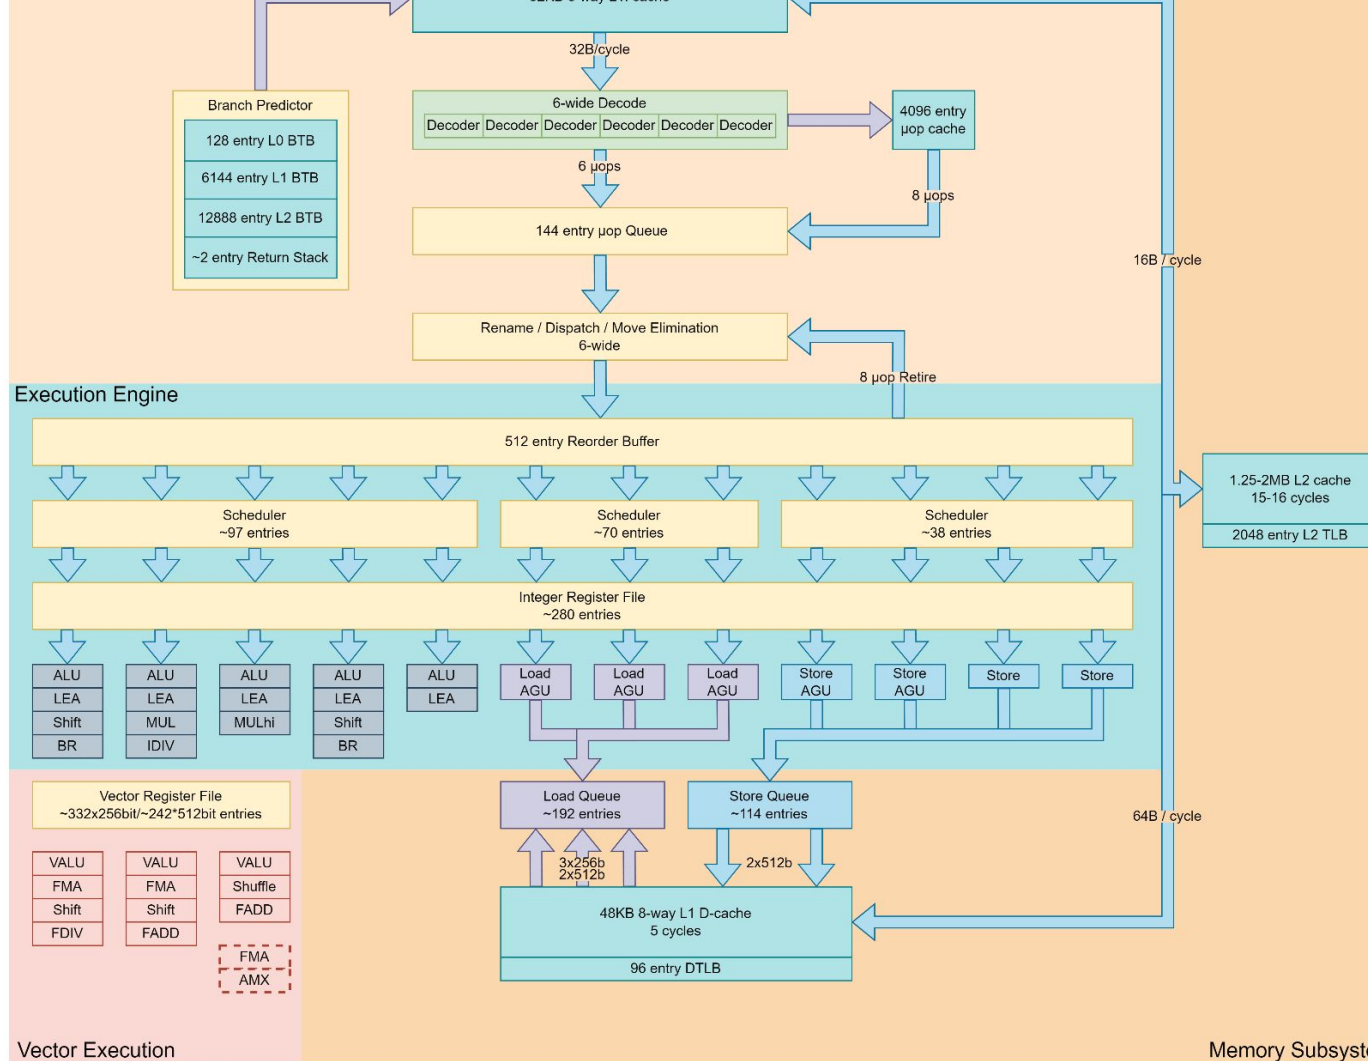 32KB 8-way L1I cache
32B/cycle
Branch Predictor
128 entry L0 BTB
6144 entry L1 BTB
12888 entry L2 BTB
~2 entry Return Stack
6-wide Decode
Decoder Decoder Decoder Decoder Decoder Decoder
4096 entry
µop cache
6 µops
8 µops
144 entry µop Queue
16B / cycle
Rename / Dispatch / Move Elimination
6-wide
8 µop Retire
Execution Engine
512 entry Reorder Buffer
Scheduler
~97 entries
Scheduler
~70 entries
Scheduler
~38 entries
1.25-2MB L2 cache
15-16 cycles
2048 entry L2 TLB
Integer Register File
~280 entries
ALU
LEA
Shift
BR
ALU
LEA
MUL
IDIV
ALU
LEA
MULhi
ALU
LEA
Shift
BR
ALU
LEA
Load
AGU
Load
AGU
Load
AGU
Store
AGU
Store
AGU
Store
Store
Vector Register File
~332x256bit/~242*512bit entries
Load Queue
~192 entries
Store Queue
~114 entries
64B / cycle
VALU
FMA
Shift
FDIV
VALU
FMA
Shift
FADD
VALU
Shuffle
FADD
FMA
AMX
3x256b
2x512b
2x512b
48KB 8-way L1 D-cache
5 cycles
96 entry DTLB
Vector Execution
Memory Subsyst